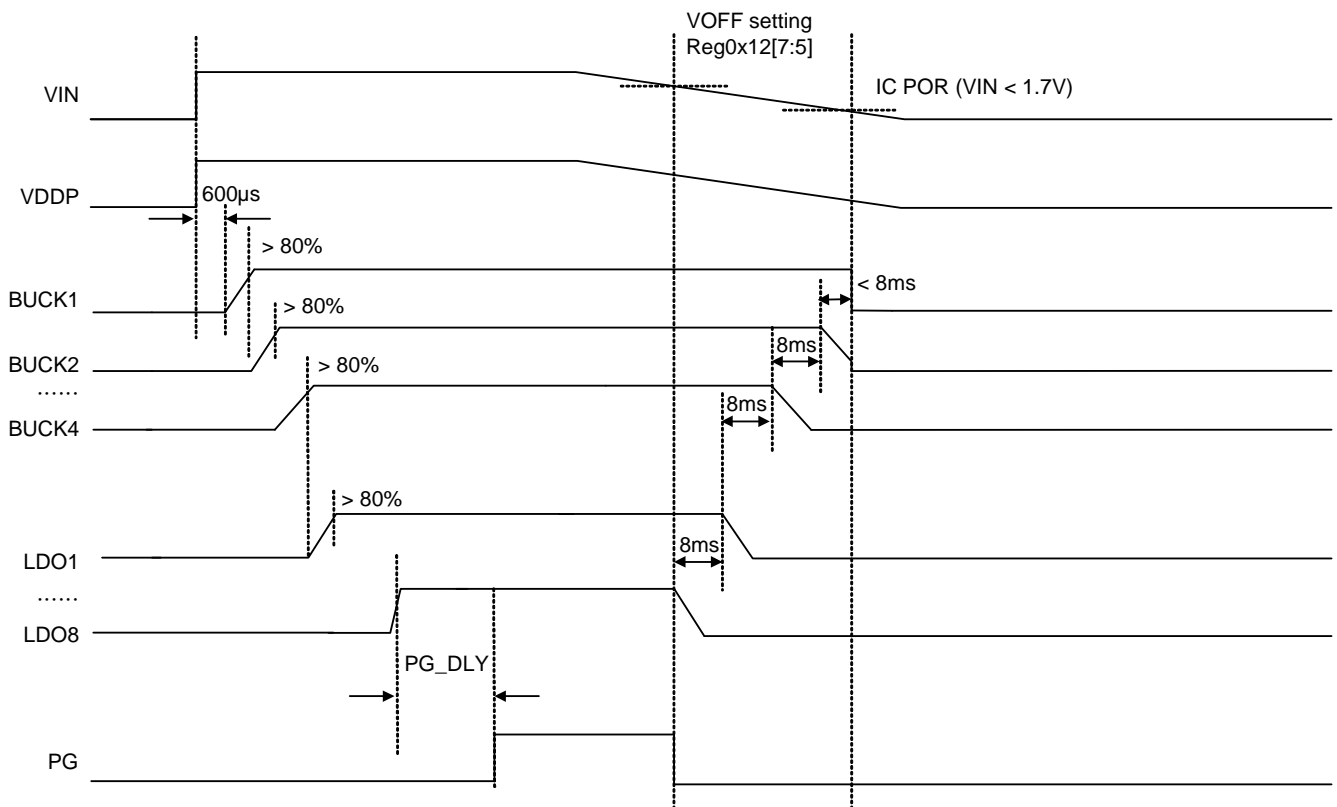 VOFF setting
Reg0x12[7:5]
VIN
IC POR (VIN < 1.7V)
VDDP
600µs
> 80%
BUCK1
< 8ms
> 80%
BUCK2
8ms
......
> 80%
BUCK4
8ms
> 80%
LDO1
8ms
......
LDO8
PG_DLY
PG